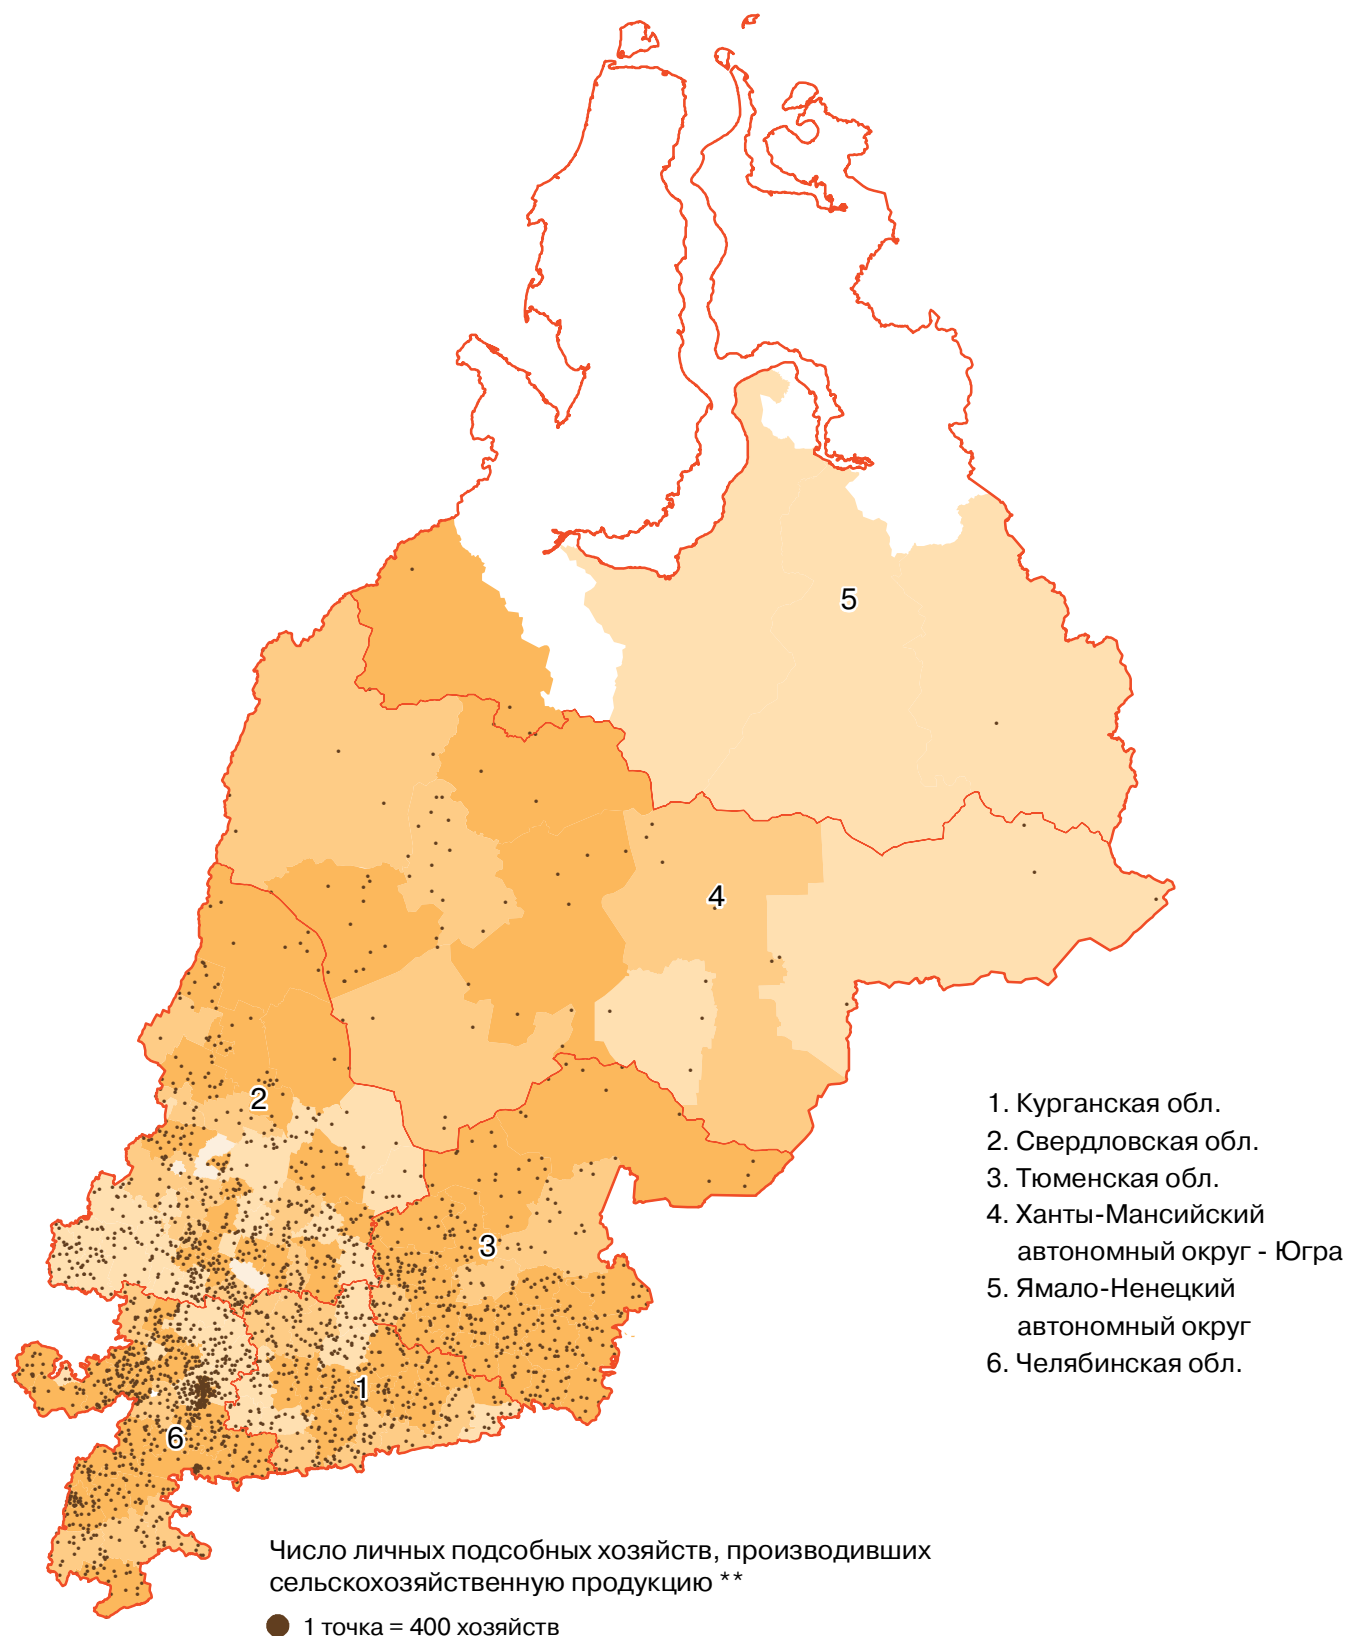 5
4
2
3
1
6
1. Курганская обл.
2. Свердловская обл.
3. Тюменская обл.
4. Ханты-Мансийский
автономный округ - Югра
5. Ямало-Ненецкий
автономный округ
6. Челябинская обл.
Число личных подсобных хозяйств, производивших
сельскохозяйственную продукцию **
1 точка = 400 хозяйств